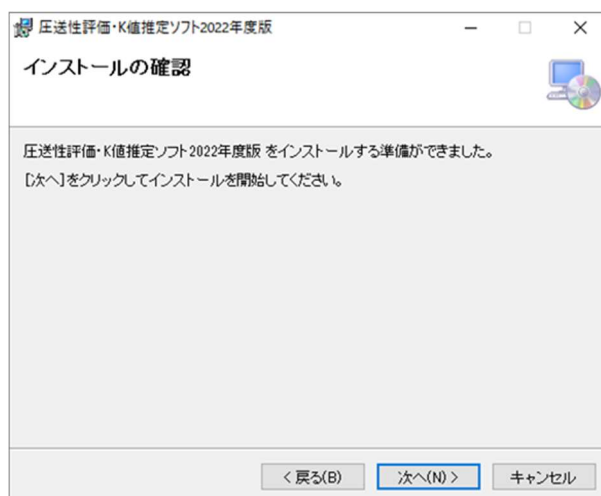 圧送性評価・K値推定ソフト2022年度版
インストールの確認
圧送性評価・K値推定ソフト2022年度版 をインストールする準備ができました。
[次へ]をクリックしてインストールを開始してください。
< 戻る(B)
次へ(N) >
キャンセル